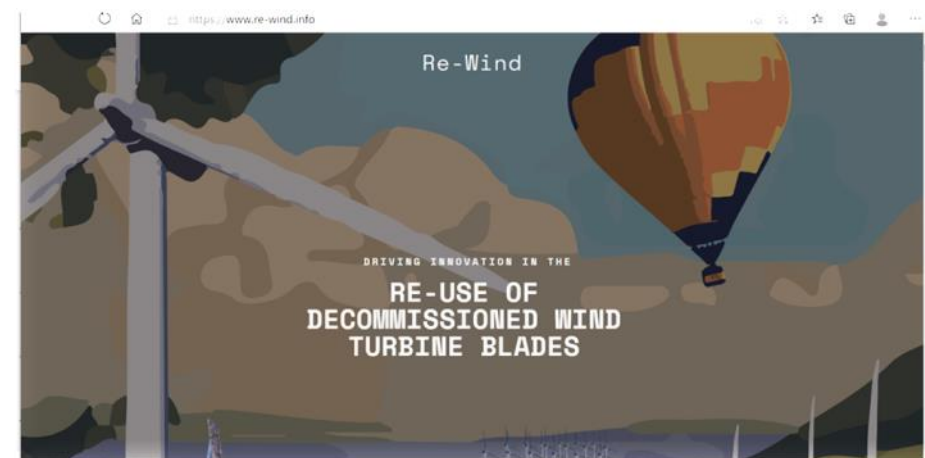 https://www.re-wind.info
Re-Wind
DRIVING INNOVATION IN THE
RE-USE OF
DECOMMISSIONED WIND
TURBINE BLADES